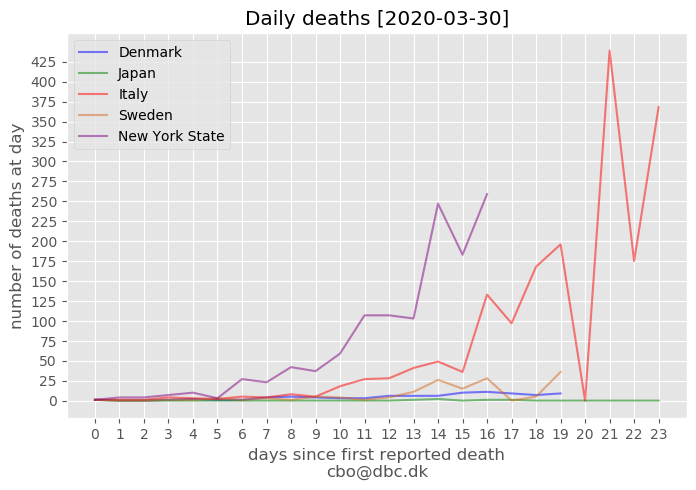 Daily deaths [2020-03-30]
Denmark
Japan
Italy
Sweden
New York State
number of deaths at day
425
400
375
350
325
300
275
250
225
200
175
150
125
100
75
50
25
0
0 1 2 3 4 5 6 7 8 9 10 11 12 13 14 15 16 17 18 19 20 21 22 23
days since first reported death
cbo@dbc.dk